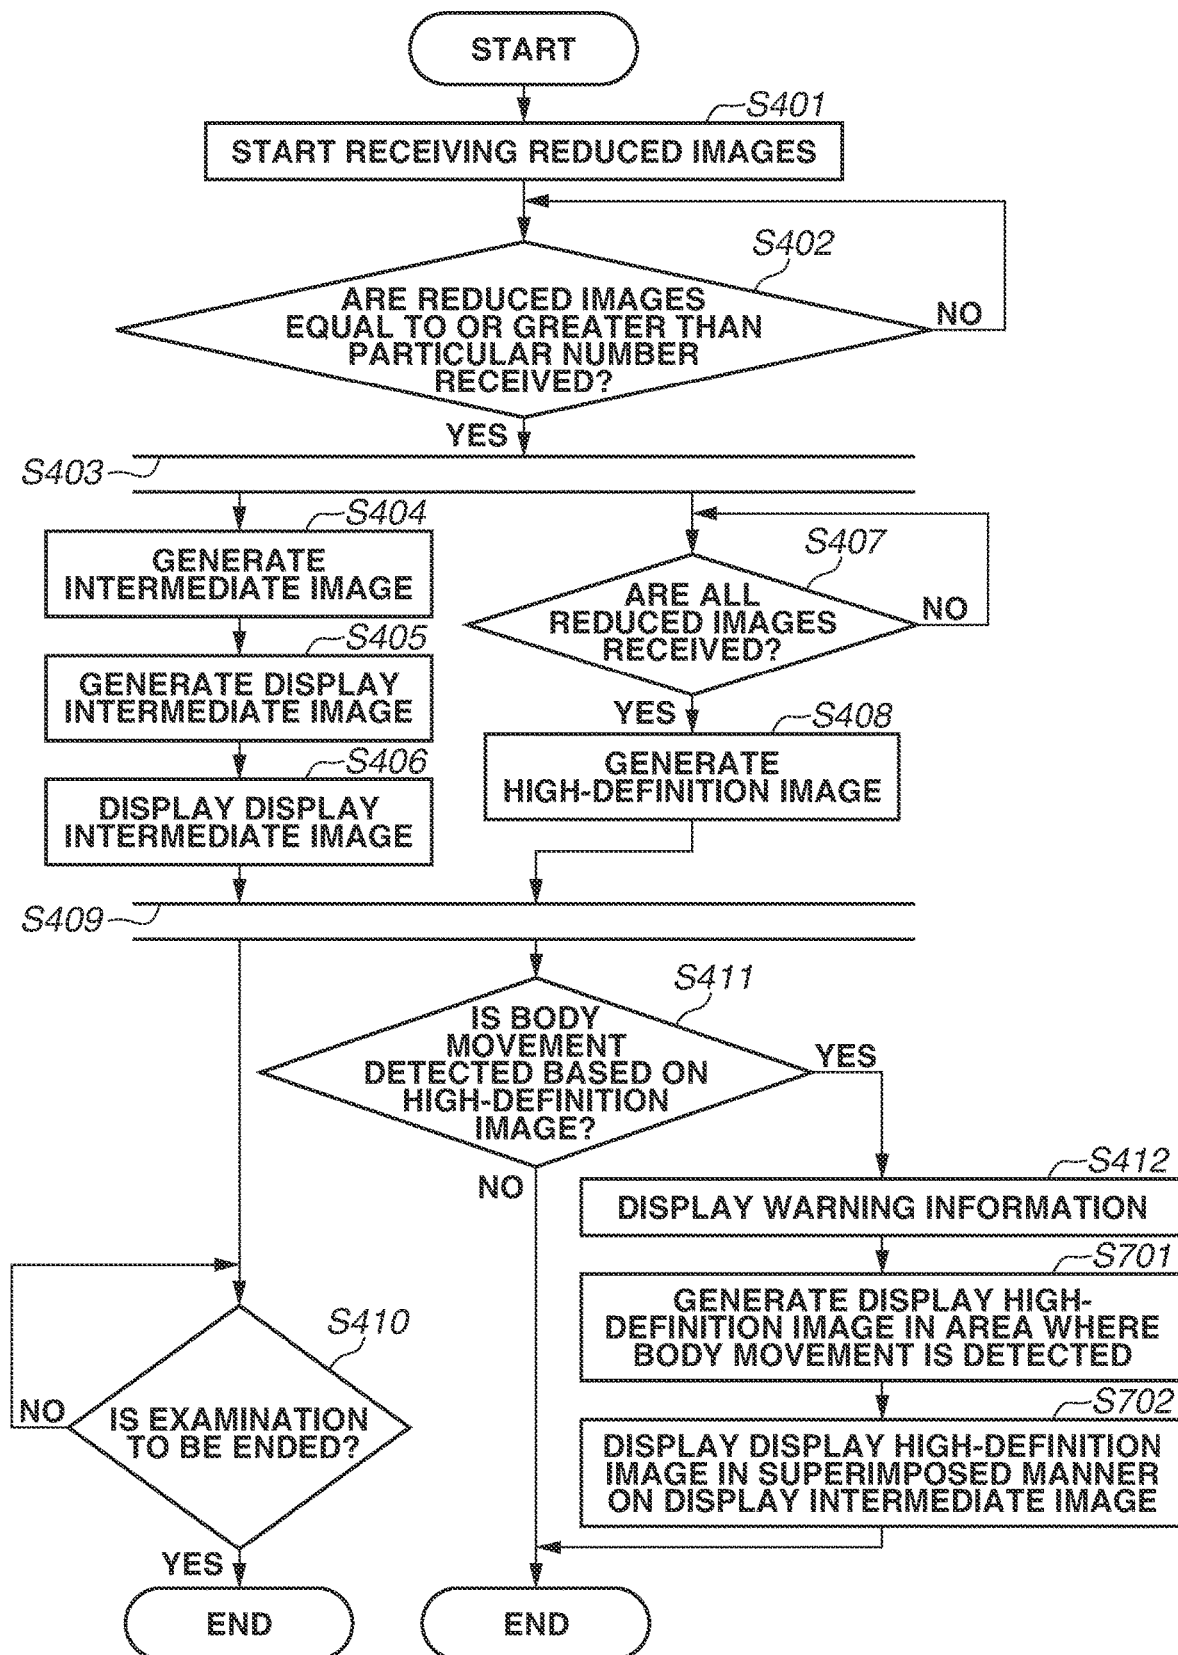 START
S401
START RECEIVING REDUCED IMAGES
S402
ARE REDUCED IMAGES
EQUAL TO OR GREATER THAN
PARTICULAR NUMBER
RECEIVED?
NO
YES
S403
S404
GENERATE
INTERMEDIATE IMAGE
S405
GENERATE DISPLAY
INTERMEDIATE IMAGE
S406
DISPLAY DISPLAY
INTERMEDIATE IMAGE
S407
ARE ALL
REDUCED IMAGES
RECEIVED?
NO
YES
S408
GENERATE
HIGH-DEFINITION IMAGE
S409
S411
IS BODY
MOVEMENT
DETECTED BASED ON
HIGH-DEFINITION
IMAGE?
YES
NO
S412
DISPLAY WARNING INFORMATION
S701
GENERATE DISPLAY HIGH-
DEFINITION IMAGE IN AREA WHERE
BODY MOVEMENT IS DETECTED
S702
DISPLAY DISPLAY HIGH-DEFINITION
IMAGE IN SUPERIMPOSED MANNER
ON DISPLAY INTERMEDIATE IMAGE
S410
IS EXAMINATION
TO BE ENDED?
NO
YES
END
END